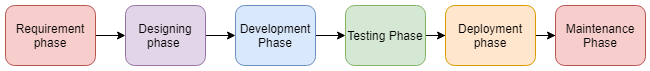 Requirement
phase
Designing
phase
Development
Phase
Testing Phase
Deployment
phase
Maintenance
Phase